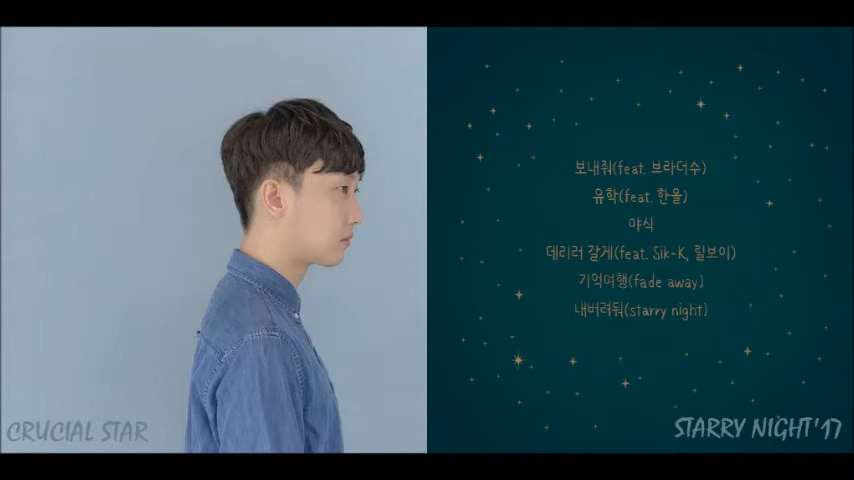 보내줘(feat. 브라더수)
유학(feat. 한올)
야식
데리러 갈게(feat. Sik-K, 릴보이)
기억여행(fade away)
내버려둬(starry night)
CRUCIAL STAR
STARRY NIGHT'17